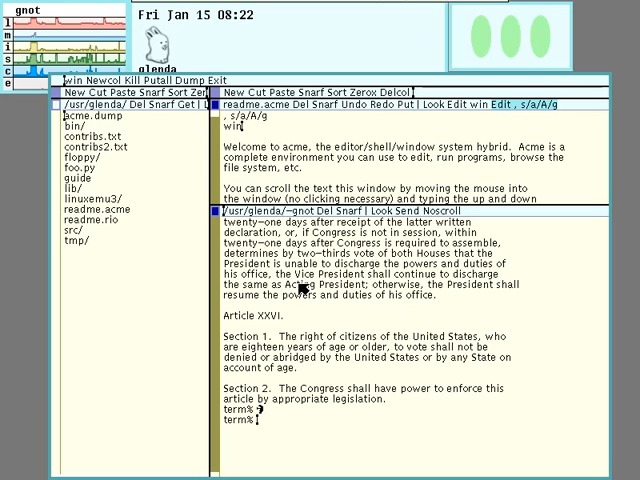 gnot
l
m
i
s
c
e
Fri Jan 15 08:22
glenda
win Newcol Kill Putall Dump Exit
New Cut Paste Snarf Sort Zer
/usr/glenda/ Del Snarf Get | L
acme.dump
bin/
contribs.txt
contribs2.txt
floppy/
foo.py
guide
lib/
linuxemu3/
readme.acme
readme.rio
src/
tmp/
New Cut Paste Snarf Sort Zerox Delcol
readme.acme Del Snarf Undo Redo Put | Look Edit win Edit , s/a/A/g
, s/a/A/g
win
Welcome to acme, the editor/shell/window system hybrid.  Acme is a
complete environment you can use to edit, run programs, browse the
file system, etc.
You can scroll the text this window by moving the mouse into
the window (no clicking necessary) and typing the up and down
/usr/glenda/-gnot Del Snarf | Look Send Noscroll
twenty-one days after receipt of the latter written
declaration, or, if Congress is not in session, within
twenty-one days after Congress is required to assemble,
determines by two-thirds vote of both Houses that the
President is unable to discharge the powers and duties of
his office, the Vice President shall continue to discharge
the same as Acting President; otherwise, the President shall
resume the powers and duties of his office.
Article XXVI.
Section 1.  The right of citizens of the United States, who
are eighteen years of age or older, to vote shall not be
denied or abridged by the United States or by any State on
account of age.
Section 2.  The Congress shall have power to enforce this
article by appropriate legislation.
term%
term%